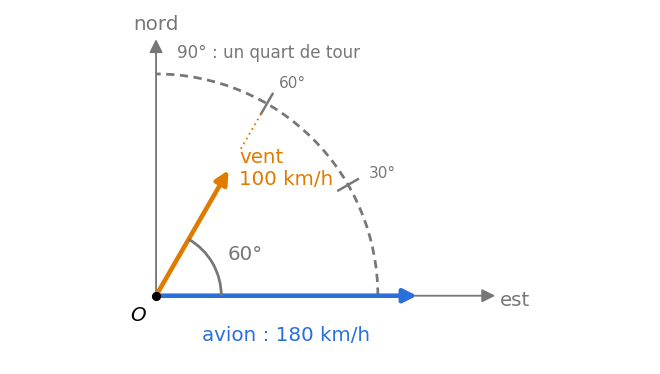 nord
90° : un quart de tour
60°
vent
100 km/h
30°
60°
est
O
avion : 180 km/h